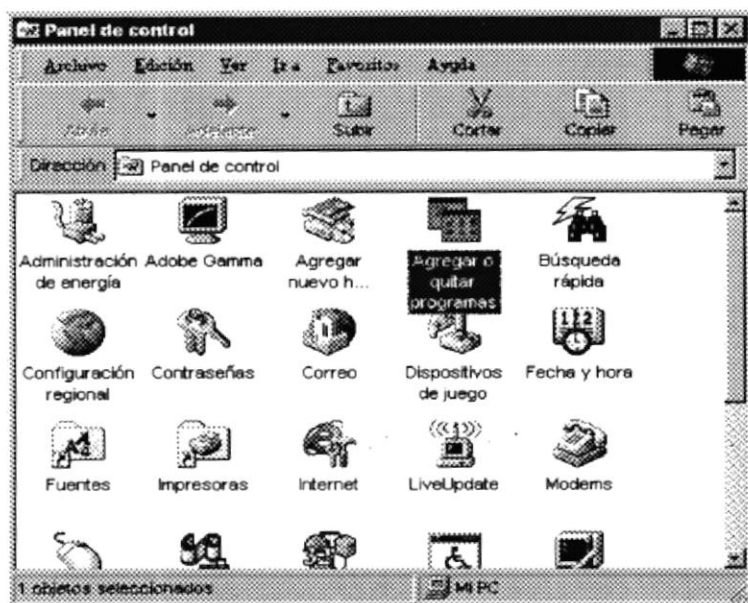 Panel de control
Archivo Edición Ver Ir a Favoritos Ayuda
Atrás Adelante Subir Cortar Copiar Pegar
Dirección Panel de control
Administración de energía
Adobe Gamma
Agregar nuevo h...
Agregar o quitar programas
Búsqueda rápida
Configuración regional
Contraseñas
Correo
Dispositivos de juego
Fecha y hora
Fuentes
Impresoras
Internet
LiveUpdate
Modems
1 objetos seleccionados
Mi PC